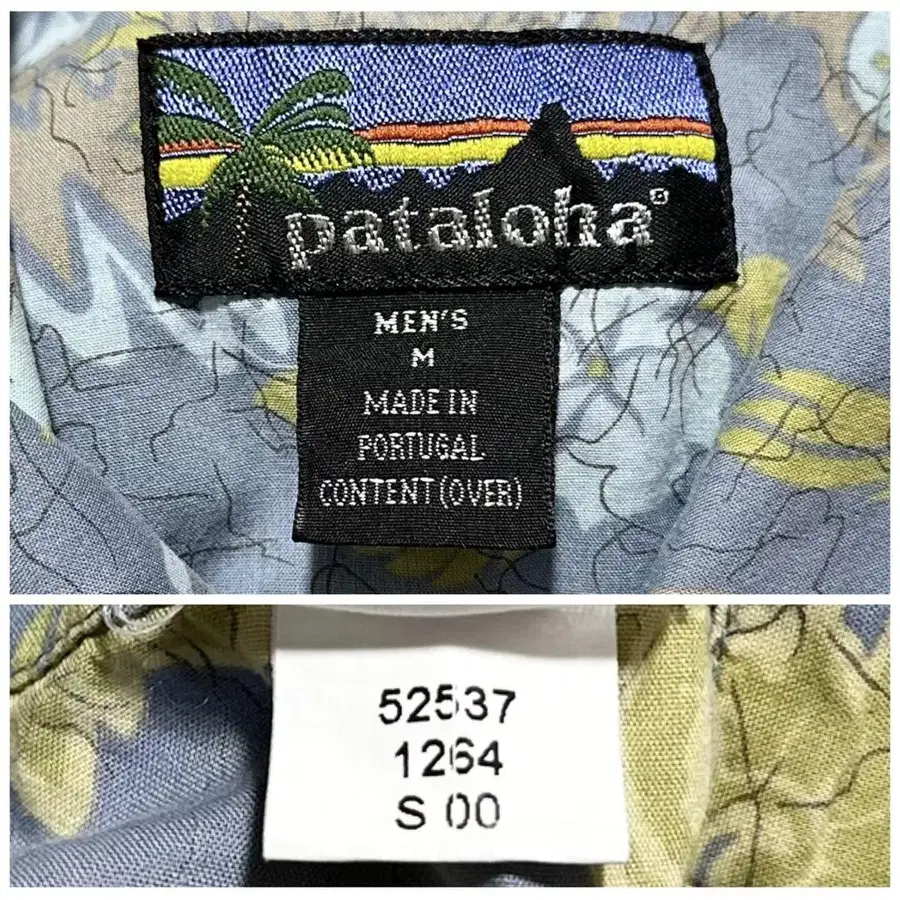 pataloha®
MEN'S
M
MADE IN
PORTUGAL
CONTENT (OVER)
52537
1264
S 00